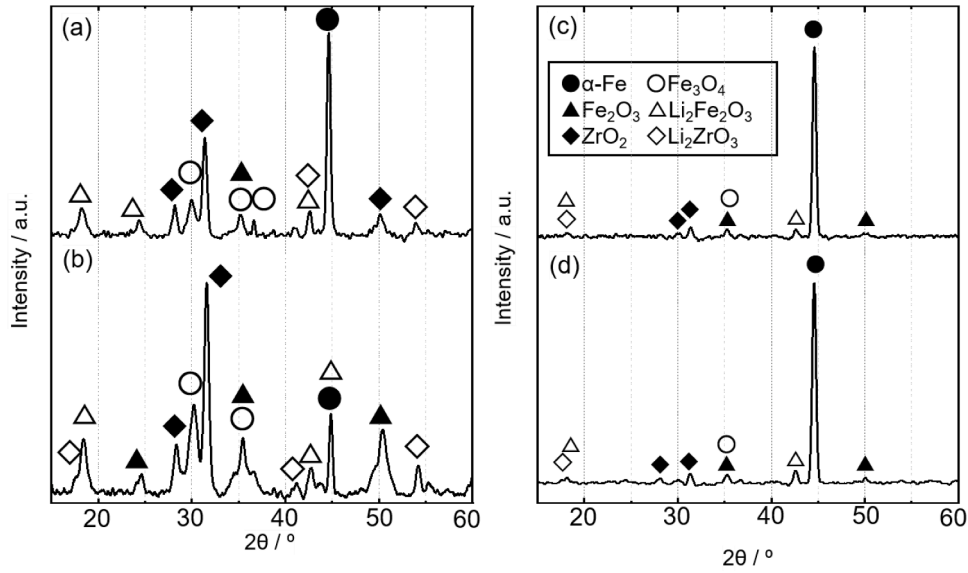 (a)
(b)
Intensity / a.u.
20 30 40 50 60
2θ / º
(c)
α-Fe Fe₃O₄
Fe₂O₃ Li₂Fe₂O₃
ZrO₂ Li₂ZrO₃
(d)
Intensity / a.u.
20 30 40 50 60
2θ / º